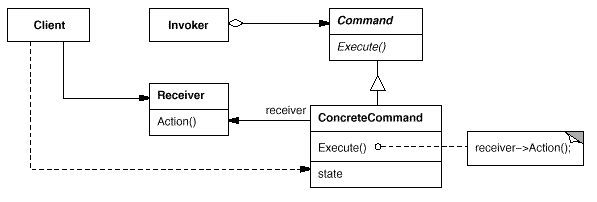 Client
Invoker
Command
Execute()
Receiver
Action()
receiver
ConcreteCommand
Execute()
state
receiver–>Action();